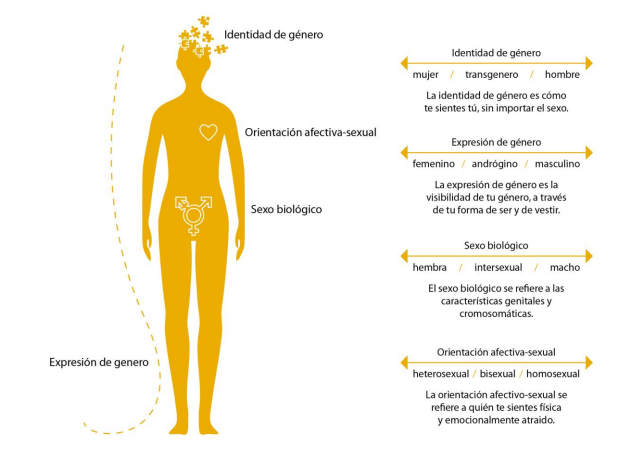 Identidad de género
Orientación afectiva-sexual
Sexo biológico
Expresión de genero
Identidad de género
mujer / transgenero / hombre
La identidad de género es cómo
te sientes tú, sin importar el sexo.
Expresión de género
femenino / andrógino / masculino
La expresión de género es la
visibilidad de tu género, a través
de tu forma de ser y de vestir.
Sexo biológico
hembra / intersexual / macho
El sexo biológico se refiere a las
características genitales y
cromosomáticas.
Orientación afectiva-sexual
heterosexual / bisexual / homosexual
La orientación afectivo-sexual se
refiere a quién te sientes física
y emocionalmente atraido.